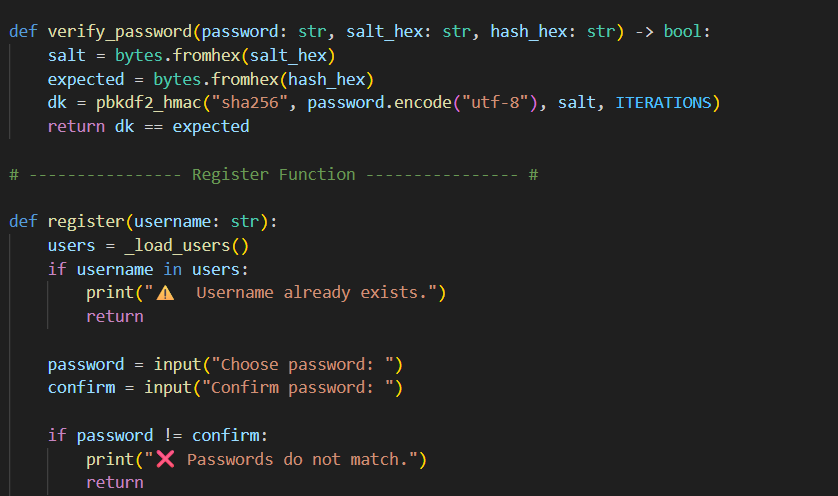 def verify_password(password: str, salt_hex: str, hash_hex: str) -> bool:
    salt = bytes.fromhex(salt_hex)
    expected = bytes.fromhex(hash_hex)
    dk = pbkdf2_hmac("sha256", password.encode("utf-8"), salt, ITERATIONS)
    return dk == expected

# ---------------- Register Function ---------------- #

def register(username: str):
    users = _load_users()
    if username in users:
        print("⚠️  Username already exists.")
        return

    password = input("Choose password: ")
    confirm = input("Confirm password: ")

    if password != confirm:
        print("❌ Passwords do not match.")
        return